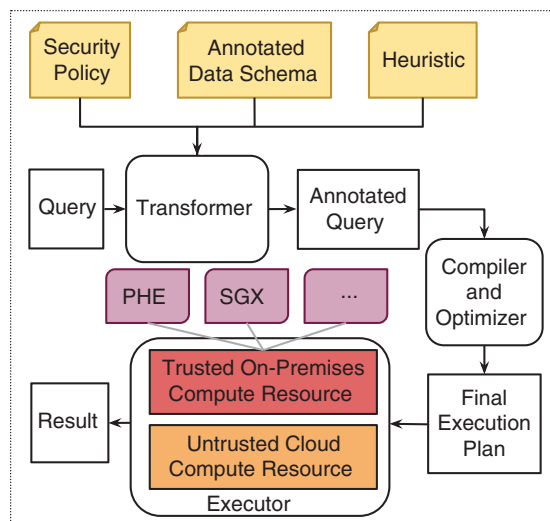 Security
Policy
Annotated
Data Schema
Heuristic
Query
Transformer
Annotated
Query
Compiler
and
Optimizer
PHE
SGX
...
Trusted On-Premises
Compute Resource
Untrusted Cloud
Compute Resource
Executor
Result
Final
Execution
Plan